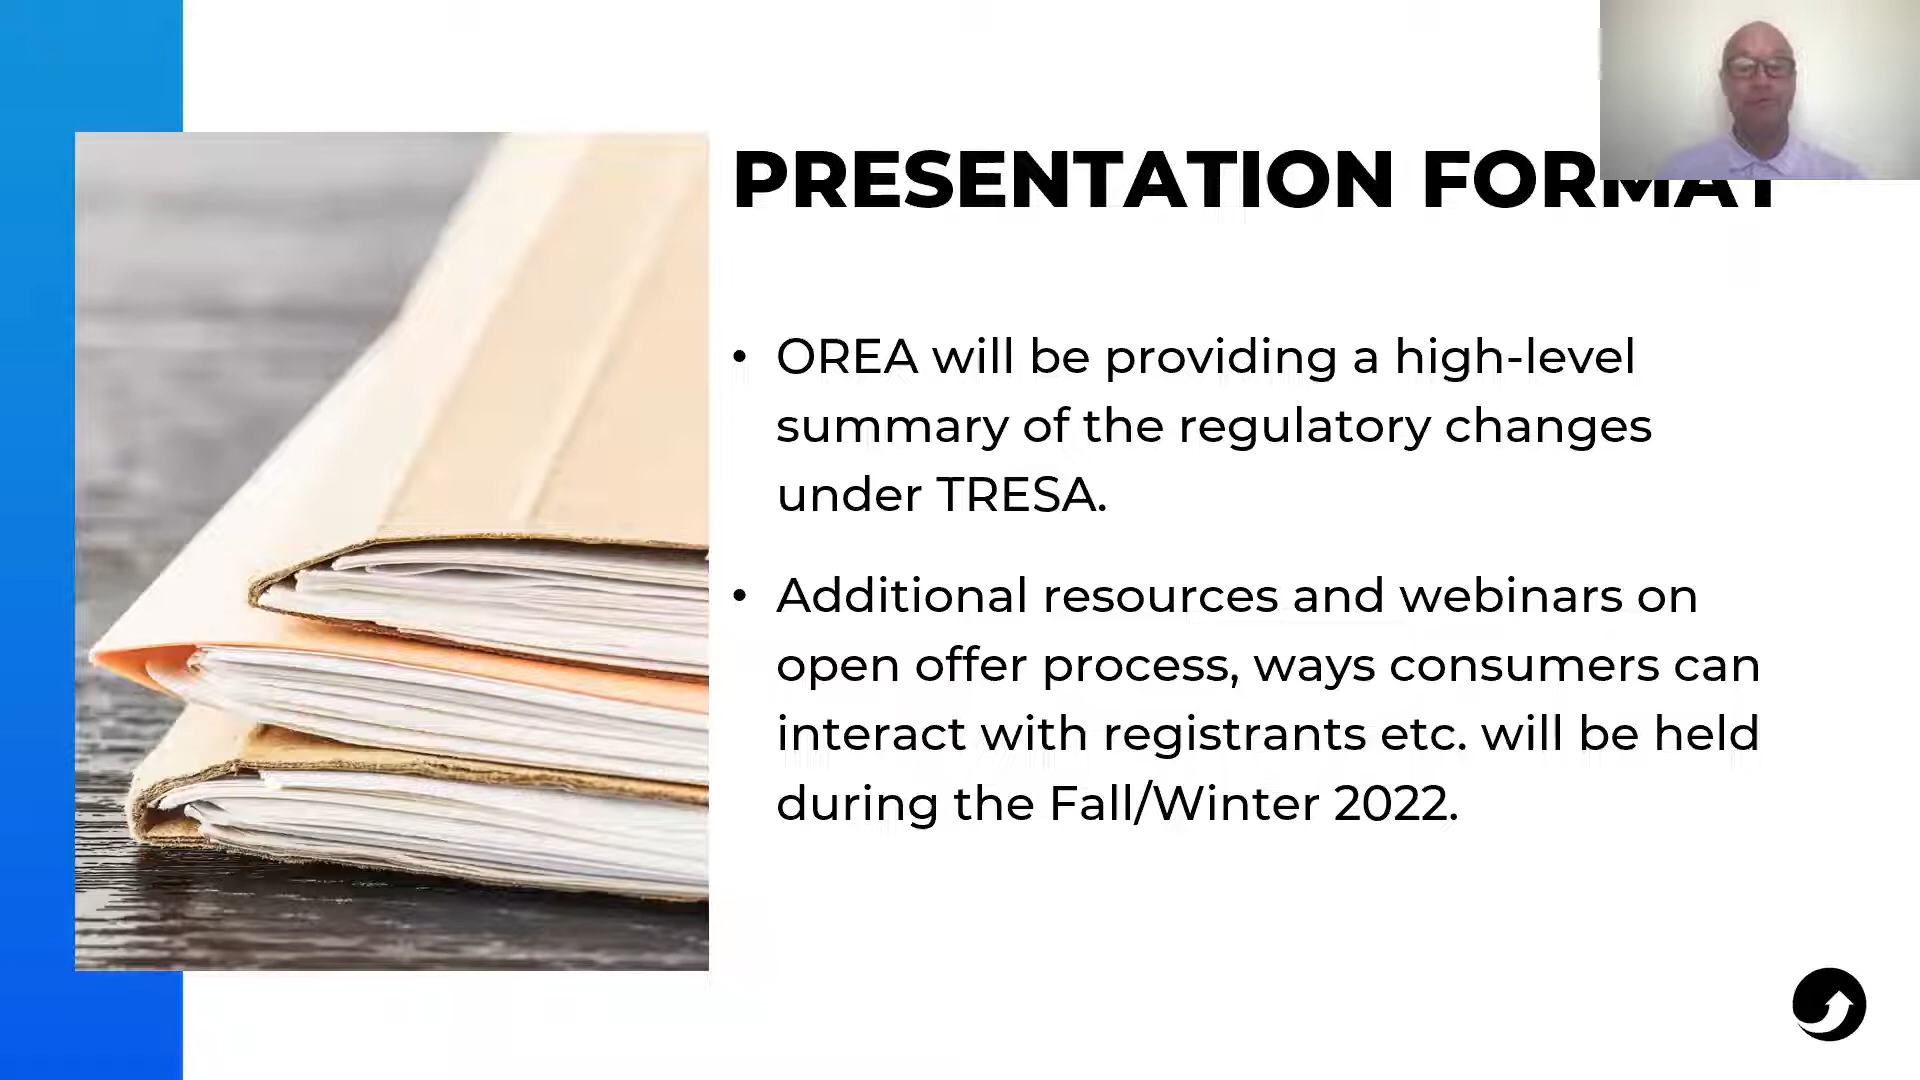 PRESENTATION FORMAT
• OREA will be providing a high-level
summary of the regulatory changes
under TRESA.
• Additional resources and webinars on
open offer process, ways consumers can
interact with registrants etc. will be held
during the Fall/Winter 2022.